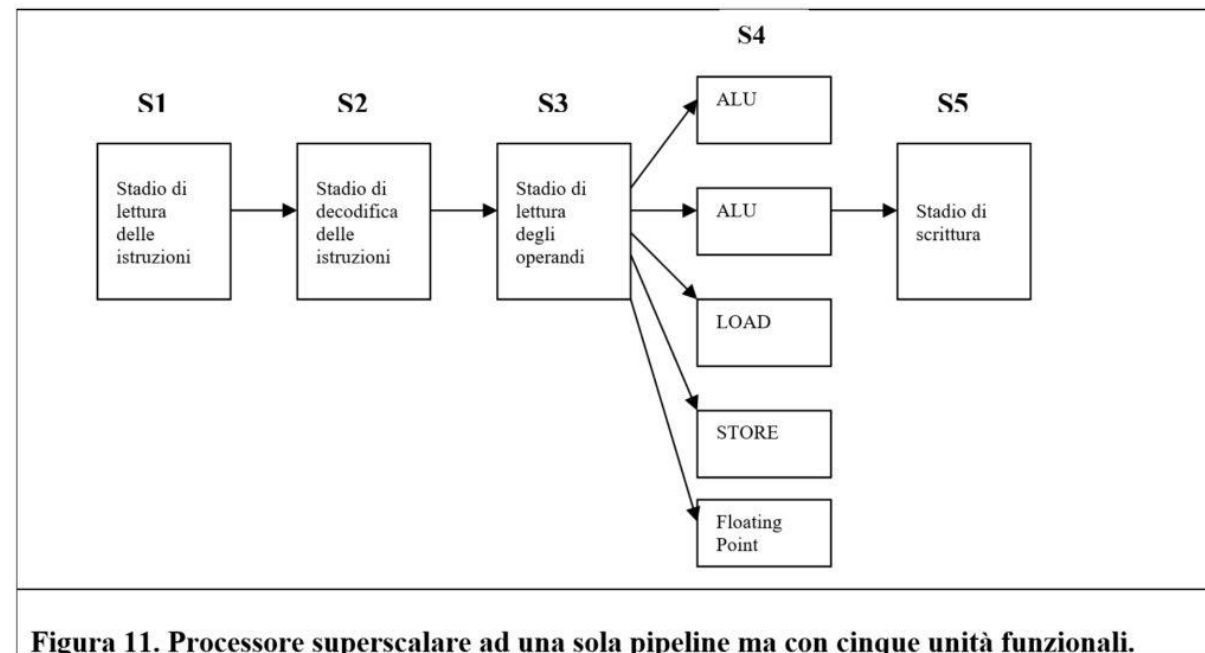 S4
S1
S2
S3
S5
Stadio di
lettura
delle
istruzioni
Stadio di
decodifica
delle
istruzioni
Stadio di
lettura
degli
operandi
ALU
ALU
LOAD
STORE
Floating
Point
Stadio di
scrittura
Figura 11. Processore superscalare ad una sola pipeline ma con cinque unità funzionali.